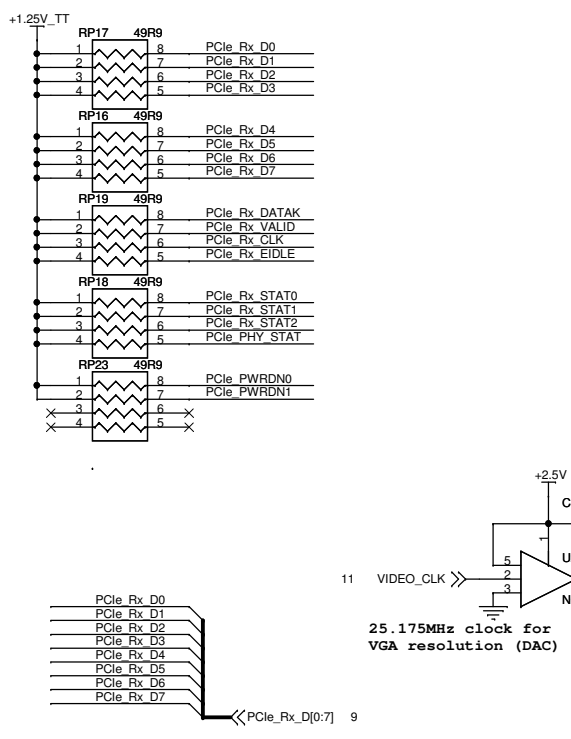 +1.25V_TT
RP17 49R9
1 8 PCIe_Rx_D0
2 7 PCIe_Rx_D1
3 6 PCIe_Rx_D2
4 5 PCIe_Rx_D3
RP16 49R9
1 8 PCIe_Rx_D4
2 7 PCIe_Rx_D5
3 6 PCIe_Rx_D6
4 5 PCIe_Rx_D7
RP19 49R9
1 8 PCIe_Rx_DATAK
2 7 PCIe_Rx_VALID
3 6 PCIe_Rx_CLK
4 5 PCIe_Rx_EIDLE
RP18 49R9
1 8 PCIe_Rx_STAT0
2 7 PCIe_Rx_STAT1
3 6 PCIe_Rx_STAT2
4 5 PCIe_PHY_STAT
RP23 49R9
1 8 PCIe_PWRDN0
2 7 PCIe_PWRDN1
3 6
4 5
+2.5V
C
1
U
5
11 VIDEO_CLK 2
3
N
25.175MHz clock for
VGA resolution (DAC)
PCIe_Rx_D0
PCIe_Rx_D1
PCIe_Rx_D2
PCIe_Rx_D3
PCIe_Rx_D4
PCIe_Rx_D5
PCIe_Rx_D6
PCIe_Rx_D7
PCIe_Rx_D[0:7] 9